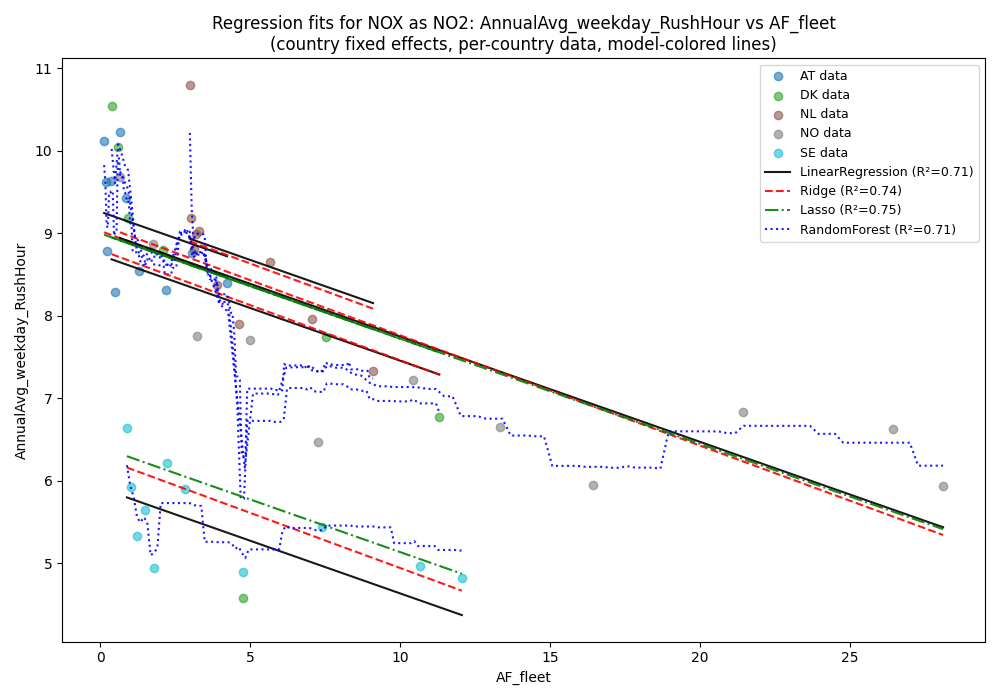 Regression fits for NOX as NO2: AnnualAvg_weekday_RushHour vs AF_fleet
(country fixed effects, per-country data, model-colored lines)
AnnualAvg_weekday_RushHour
11
10
9
8
7
6
5
AT data
DK data
NL data
NO data
SE data
LinearRegression (R²=0.71)
Ridge (R²=0.74)
Lasso (R²=0.75)
RandomForest (R²=0.71)
0
5
10
15
20
25
AF_fleet